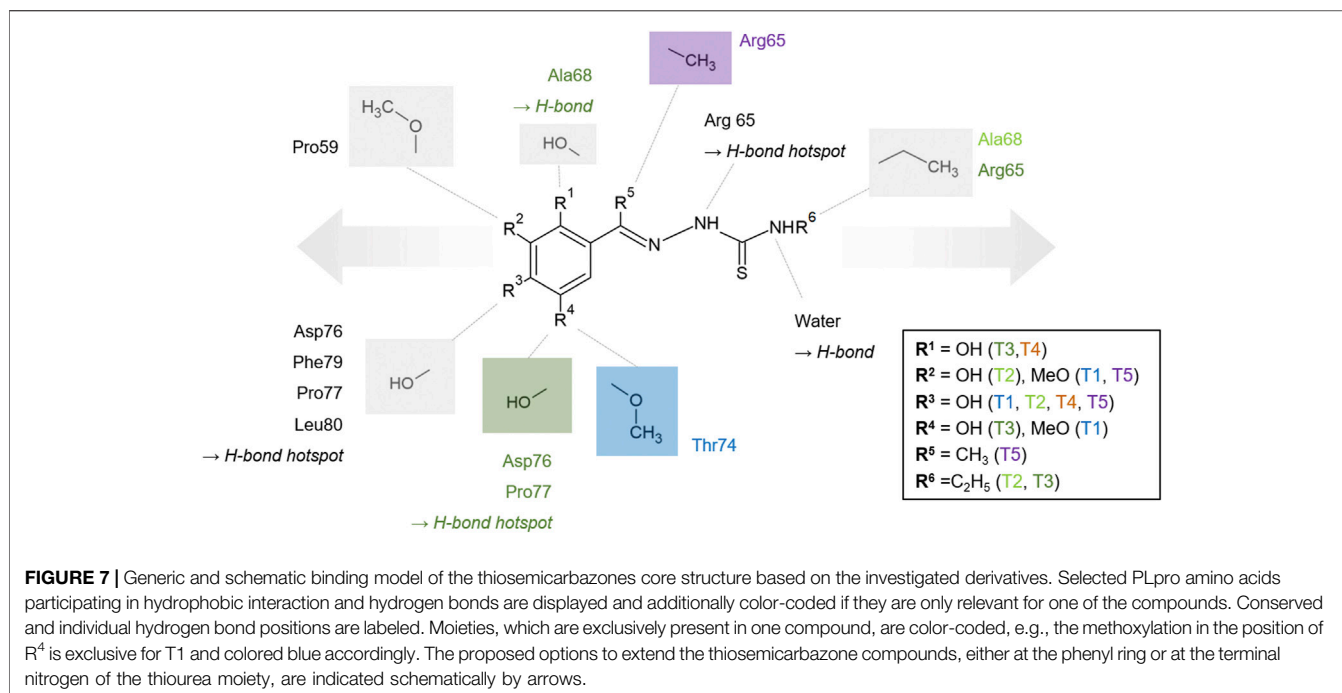 Arg65
CH₃
Ala68
→ H-bond
HO
H₃C
O
Pro59
Arg 65
→ H-bond hotspot
CH₃
Ala68
Arg65
R¹
R⁵
R²
N
NH
NHR⁶
S
R³
R⁴
Asp76
Phe79
Pro77
Leu80
→ H-bond hotspot
HO
HO
Asp76
Pro77
→ H-bond hotspot
O
CH₃
Thr74
Water
→ H-bond
R¹ = OH (T3,T4)
R² = OH (T2), MeO (T1, T5)
R³ = OH (T1, T2, T4, T5)
R⁴ = OH (T3), MeO (T1)
R⁵ = CH₃ (T5)
R⁶ =C₂H₅ (T2, T3)
FIGURE 7 | Generic and schematic binding model of the thiosemicarbazones core structure based on the investigated derivatives. Selected PLpro amino acids
participating in hydrophobic interaction and hydrogen bonds are displayed and additionally color-coded if they are only relevant for one of the compounds. Conserved
and individual hydrogen bond positions are labeled. Moieties, which are exclusively present in one compound, are color-coded, e.g., the methoxylation in the position of
R⁴ is exclusive for T1 and colored blue accordingly. The proposed options to extend the thiosemicarbazone compounds, either at the phenyl ring or at the terminal
nitrogen of the thiourea moiety, are indicated schematically by arrows.